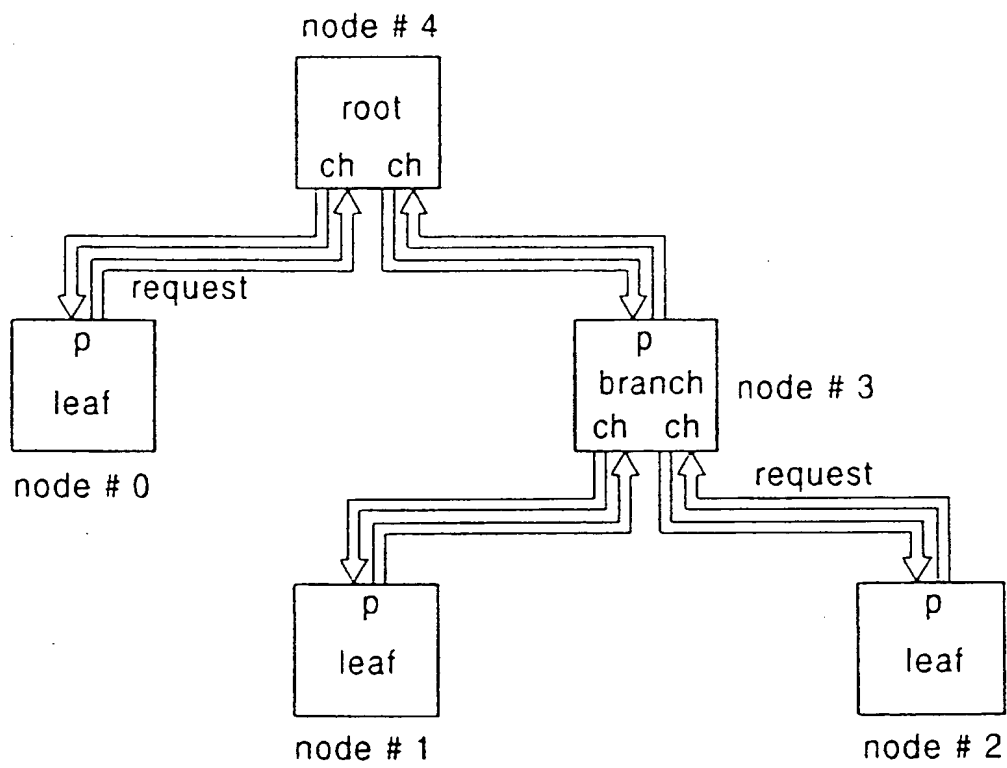 node # 4
root
ch ch
request
p
leaf
node # 0
p
branch
ch ch
node # 3
request
p
leaf
node # 1
p
leaf
node # 2